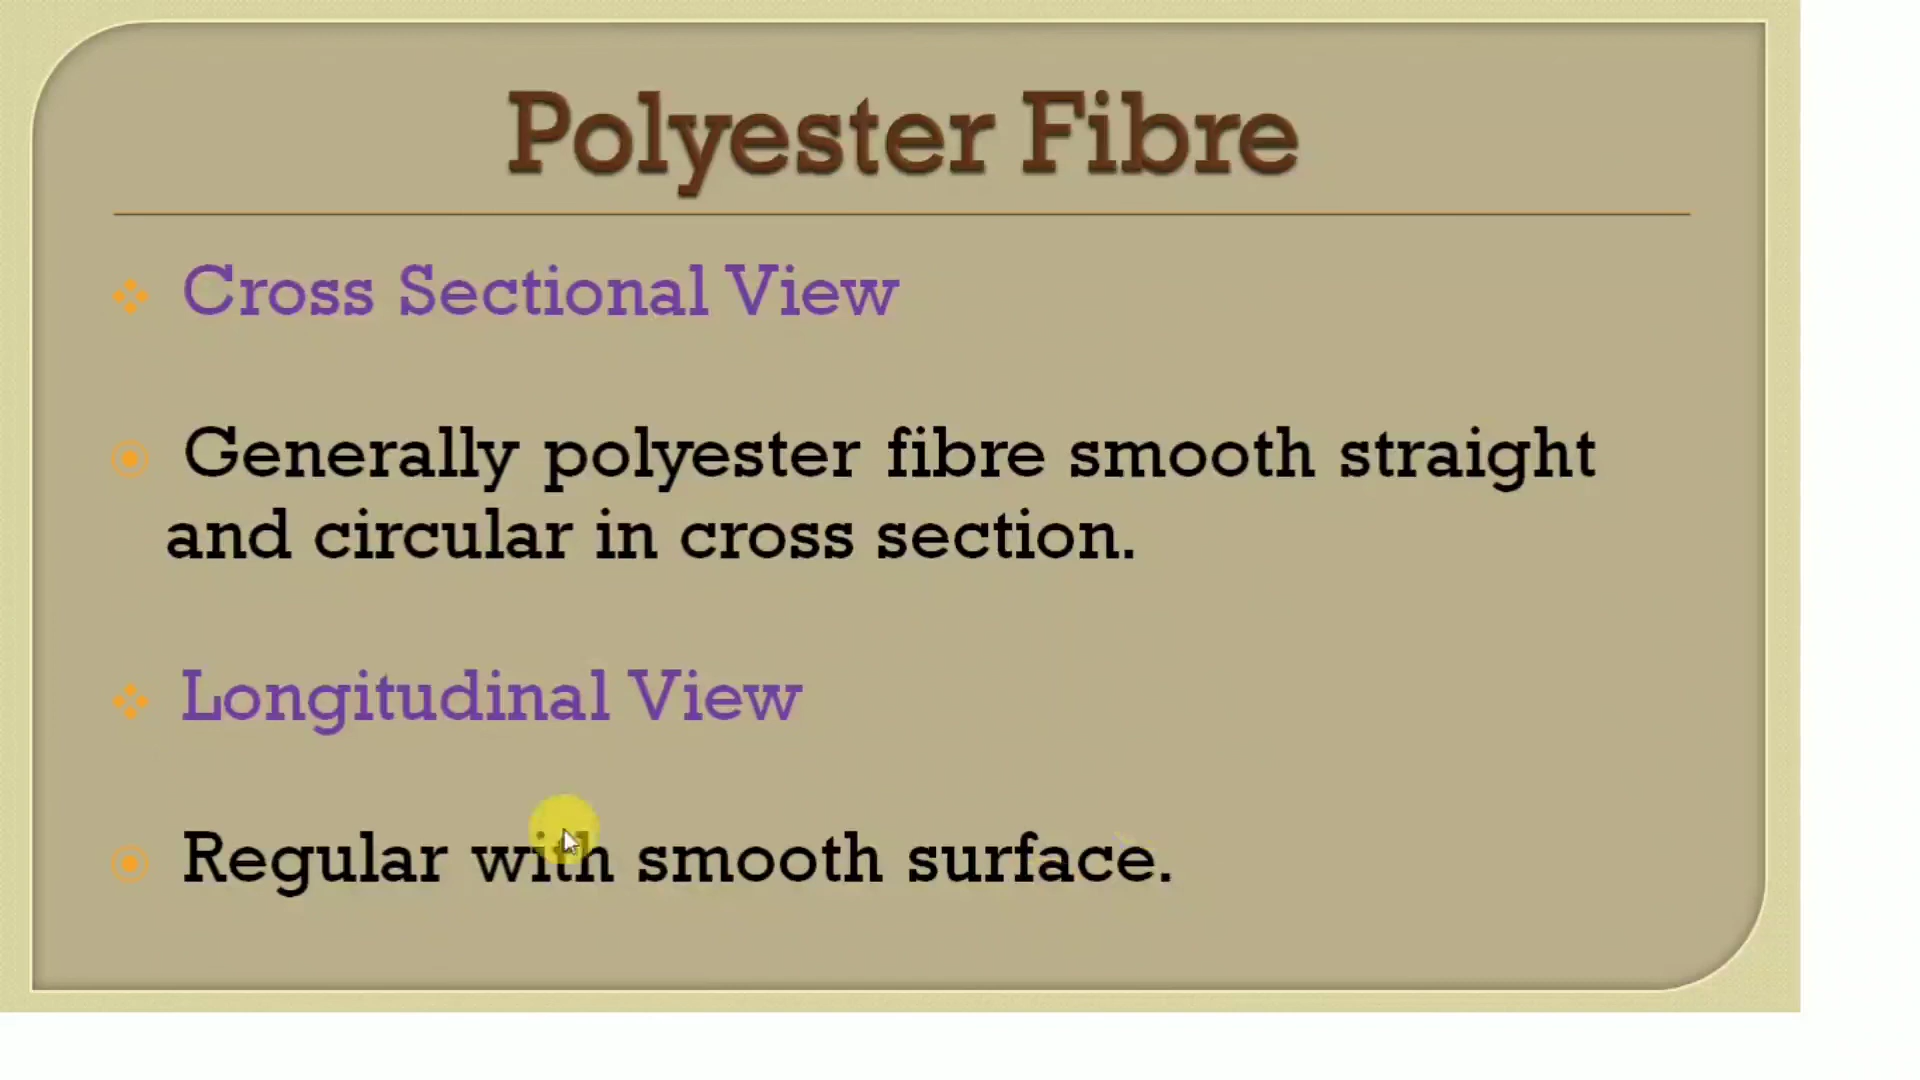 Polyester Fibre
Cross Sectional View
Generally polyester fibre smooth straight
and circular in cross section.
Longitudinal View
Regular with smooth surface.